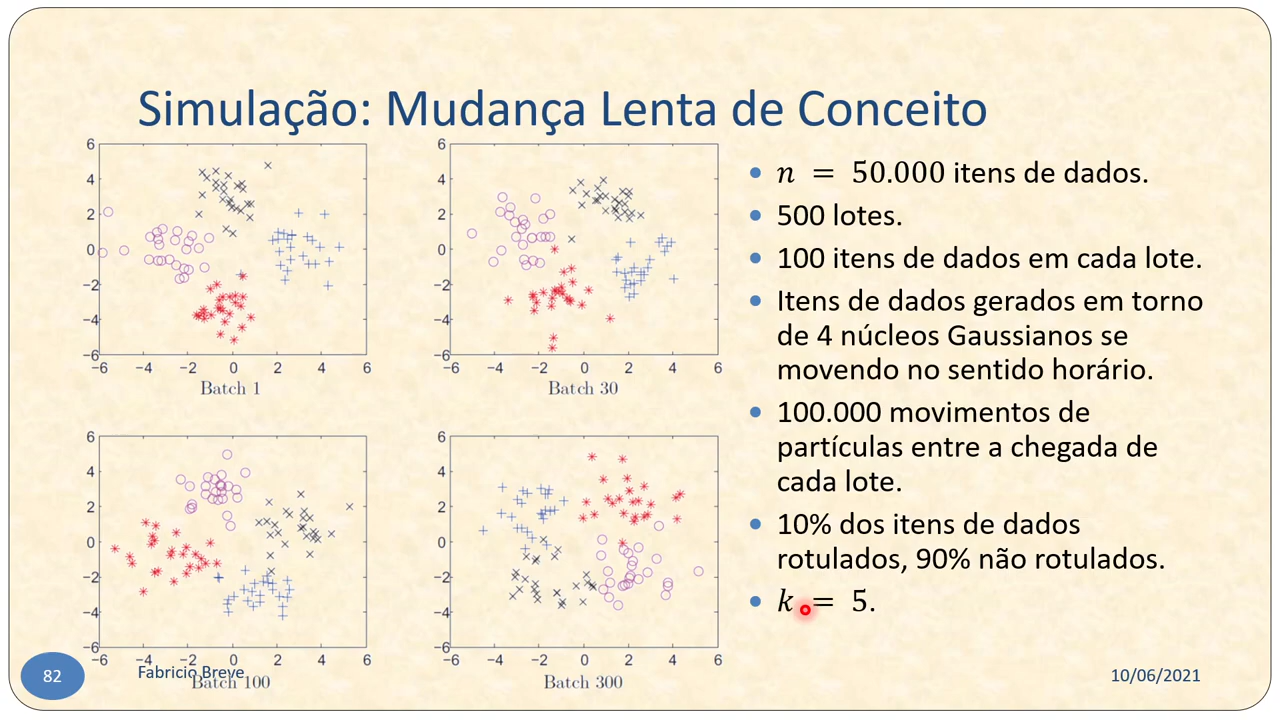 Simulação: Mudança Lenta de Conceito
6
4
2
0
−2
−4
−6
−6 −4 −2 0 2 4 6
Batch 1
6
4
2
0
−2
−4
−6
−6 −4 −2 0 2 4 6
Batch 30
6
4
2
0
−2
−4
−6
−6 −4 −2 0 2 4 6
Batch 100
6
4
2
0
−2
−4
−6
−6 −4 −2 0 2 4 6
Batch 300
• n = 50.000 itens de dados.
• 500 lotes.
• 100 itens de dados em cada lote.
• Itens de dados gerados em torno
de 4 núcleos Gaussianos se
movendo no sentido horário.
• 100.000 movimentos de
partículas entre a chegada de
cada lote.
• 10% dos itens de dados
rotulados, 90% não rotulados.
• k = 5.
82
Fabricio Breve
10/06/2021